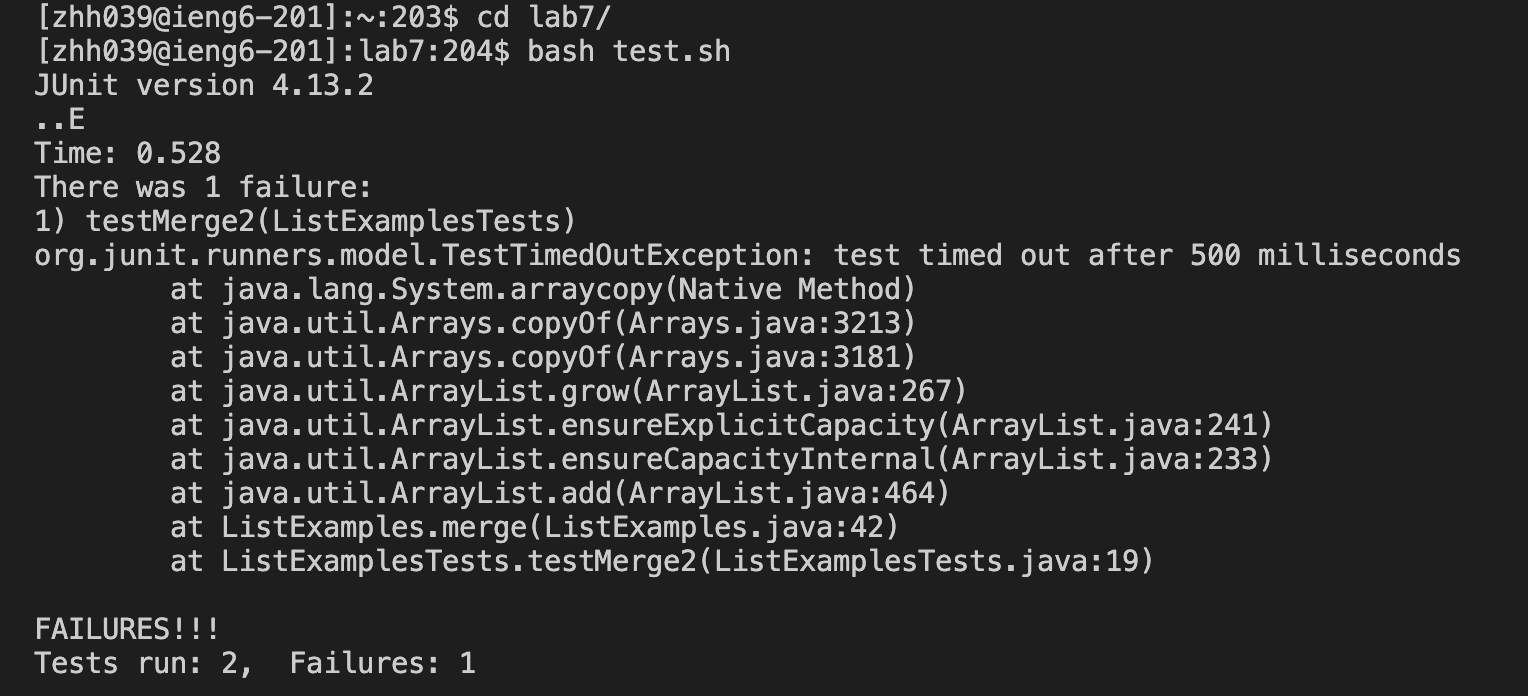 [zhh039@ieng6-201]:~:203$ cd lab7/
[zhh039@ieng6-201]:lab7:204$ bash test.sh
JUnit version 4.13.2
..E
Time: 0.528
There was 1 failure:
1) testMerge2(ListExamplesTests)
org.junit.runners.model.TestTimedOutException: test timed out after 500 milliseconds
        at java.lang.System.arraycopy(Native Method)
        at java.util.Arrays.copyOf(Arrays.java:3213)
        at java.util.Arrays.copyOf(Arrays.java:3181)
        at java.util.ArrayList.grow(ArrayList.java:267)
        at java.util.ArrayList.ensureExplicitCapacity(ArrayList.java:241)
        at java.util.ArrayList.ensureCapacityInternal(ArrayList.java:233)
        at java.util.ArrayList.add(ArrayList.java:464)
        at ListExamples.merge(ListExamples.java:42)
        at ListExamplesTests.testMerge2(ListExamplesTests.java:19)

FAILURES!!!
Tests run: 2,  Failures: 1